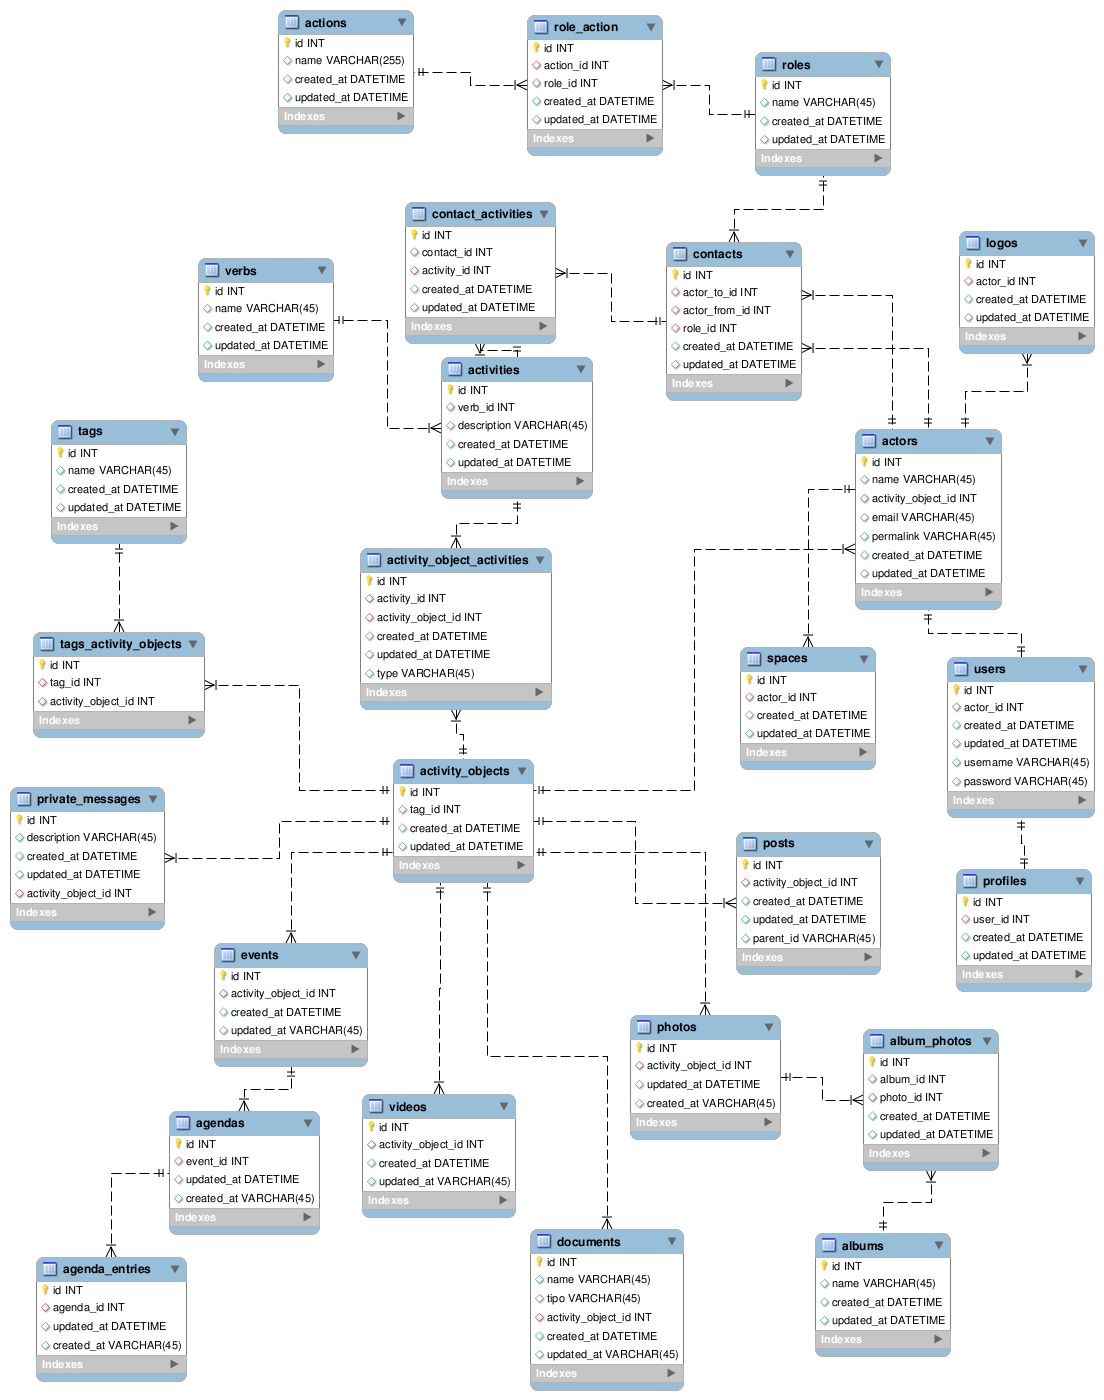 actions
id INT
name VARCHAR(255)
created_at DATETIME
updated_at DATETIME
Indexes
role_action
id INT
action_id INT
role_id INT
created_at DATETIME
updated_at DATETIME
Indexes
roles
id INT
name VARCHAR(45)
created_at DATETIME
updated_at DATETIME
Indexes
contact_activities
id INT
contact_id INT
activity_id INT
created_at DATETIME
updated_at DATETIME
Indexes
verbs
id INT
name VARCHAR(45)
created_at DATETIME
updated_at DATETIME
Indexes
contacts
id INT
actor_to_id INT
actor_from_id INT
role_id INT
created_at DATETIME
updated_at DATETIME
Indexes
logos
id INT
actor_id INT
created_at DATETIME
updated_at DATETIME
Indexes
activities
id INT
verb_id INT
description VARCHAR(45)
created_at DATETIME
updated_at DATETIME
Indexes
tags
id INT
name VARCHAR(45)
created_at DATETIME
updated_at DATETIME
Indexes
actors
id INT
name VARCHAR(45)
activity_object_id INT
email VARCHAR(45)
permalink VARCHAR(45)
created_at DATETIME
updated_at DATETIME
Indexes
activity_object_activities
id INT
activity_id INT
activity_object_id INT
created_at DATETIME
updated_at DATETIME
type VARCHAR(45)
Indexes
tags_activity_objects
id INT
tag_id INT
activity_object_id INT
Indexes
spaces
id INT
actor_id INT
created_at DATETIME
updated_at DATETIME
Indexes
users
id INT
actor_id INT
created_at DATETIME
updated_at DATETIME
username VARCHAR(45)
password VARCHAR(45)
Indexes
activity_objects
id INT
tag_id INT
created_at DATETIME
updated_at DATETIME
Indexes
private_messages
id INT
description VARCHAR(45)
created_at DATETIME
updated_at DATETIME
activity_object_id INT
Indexes
posts
id INT
activity_object_id INT
created_at DATETIME
updated_at DATETIME
parent_id VARCHAR(45)
Indexes
profiles
id INT
user_id INT
created_at DATETIME
updated_at DATETIME
Indexes
events
id INT
activity_object_id INT
created_at DATETIME
updated_at VARCHAR(45)
Indexes
photos
id INT
activity_object_id INT
updated_at DATETIME
created_at VARCHAR(45)
Indexes
album_photos
id INT
album_id INT
photo_id INT
created_at DATETIME
updated_at DATETIME
Indexes
agendas
id INT
event_id INT
updated_at DATETIME
created_at VARCHAR(45)
Indexes
videos
id INT
activity_object_id INT
created_at DATETIME
updated_at VARCHAR(45)
Indexes
documents
id INT
name VARCHAR(45)
tipo VARCHAR(45)
activity_object_id INT
created_at DATETIME
updated_at VARCHAR(45)
Indexes
albums
id INT
name VARCHAR(45)
created_at DATETIME
updated_at DATETIME
Indexes
agenda_entries
id INT
agenda_id INT
updated_at DATETIME
created_at VARCHAR(45)
Indexes